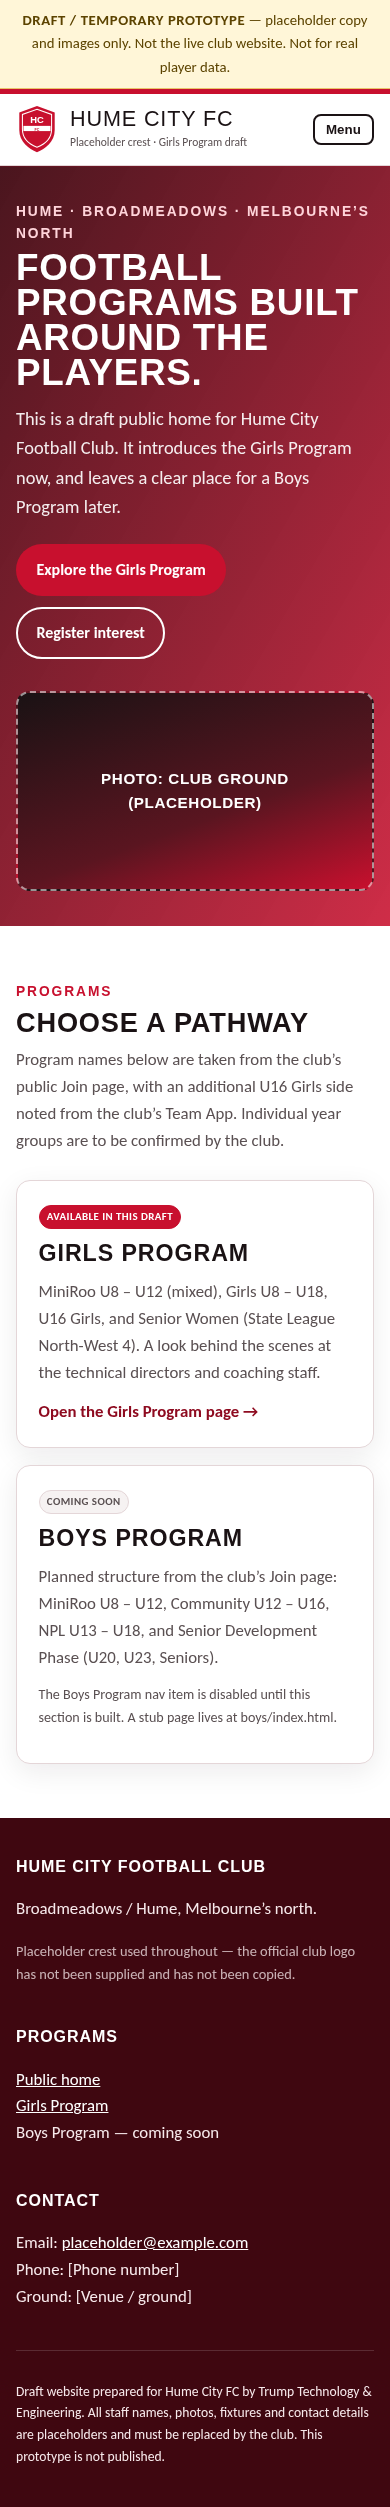 DRAFT / TEMPORARY PROTOTYPE — placeholder copy
and images only. Not the live club website. Not for real
player data.
HC
FC
HUME CITY FC
Placeholder crest · Girls Program draft
Menu
HUME · BROADMEADOWS · MELBOURNE’S
NORTH
FOOTBALL
PROGRAMS BUILT
AROUND THE
PLAYERS.
This is a draft public home for Hume City
Football Club. It introduces the Girls Program
now, and leaves a clear place for a Boys
Program later.
Explore the Girls Program
Register interest
PHOTO: CLUB GROUND
(PLACEHOLDER)
PROGRAMS
CHOOSE A PATHWAY
Program names below are taken from the club’s
public Join page, with an additional U16 Girls side
noted from the club’s Team App. Individual year
groups are to be confirmed by the club.
AVAILABLE IN THIS DRAFT
GIRLS PROGRAM
MiniRoo U8 – U12 (mixed), Girls U8 – U18,
U16 Girls, and Senior Women (State League
North-West 4). A look behind the scenes at
the technical directors and coaching staff.
Open the Girls Program page →
COMING SOON
BOYS PROGRAM
Planned structure from the club’s Join page:
MiniRoo U8 – U12, Community U12 – U16,
NPL U13 – U18, and Senior Development
Phase (U20, U23, Seniors).
The Boys Program nav item is disabled until this
section is built. A stub page lives at boys/index.html.
HUME CITY FOOTBALL CLUB
Broadmeadows / Hume, Melbourne’s north.
Placeholder crest used throughout — the official club logo
has not been supplied and has not been copied.
PROGRAMS
Public home
Girls Program
Boys Program — coming soon
CONTACT
Email: placeholder@example.com
Phone: [Phone number]
Ground: [Venue / ground]
Draft website prepared for Hume City FC by Trump Technology &
Engineering. All staff names, photos, fixtures and contact details
are placeholders and must be replaced by the club. This
prototype is not published.